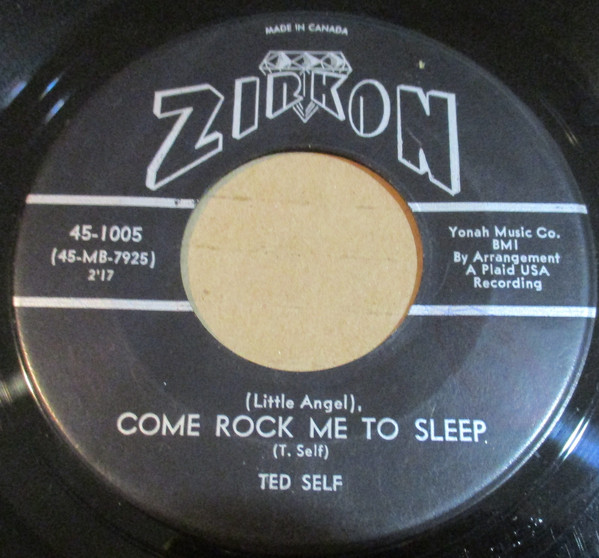 MADE IN CANADA
ZIRKON
45-1005
(45-MB-7925)
2'17
Yonah Music Co.
BMI
By Arrangement
A Plaid USA
Recording
(Little Angel),
COME ROCK ME TO SLEEP
(T. Self)
TED SELF